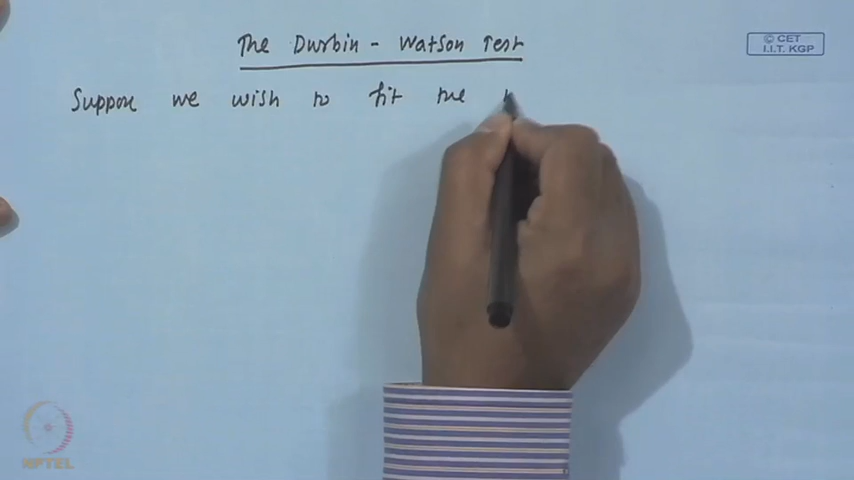 The Durbin - Watson Test
© CET
I.I.T. KGP
Suppose we wish to fit the
NPTEL